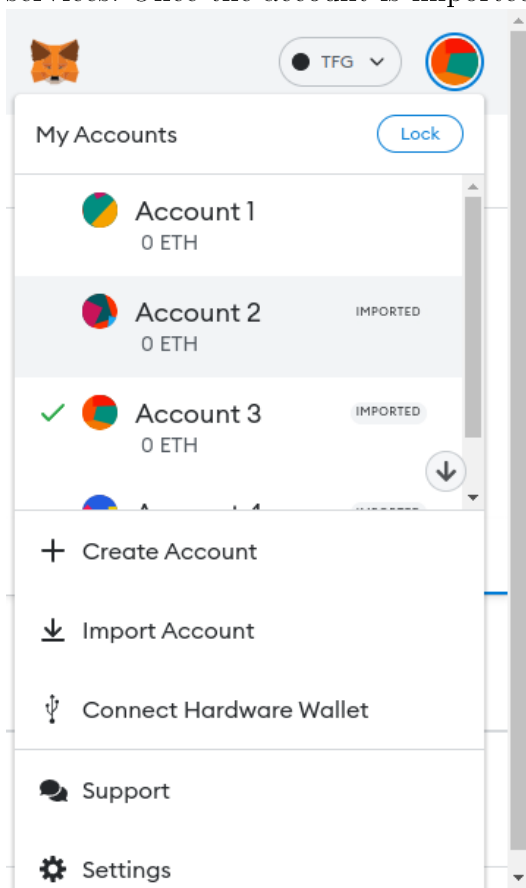 TFG
My Accounts
Lock
Account 1
0 ETH
Account 2
IMPORTED
0 ETH
Account 3
IMPORTED
0 ETH
Create Account
Import Account
Connect Hardware Wallet
Support
Settings